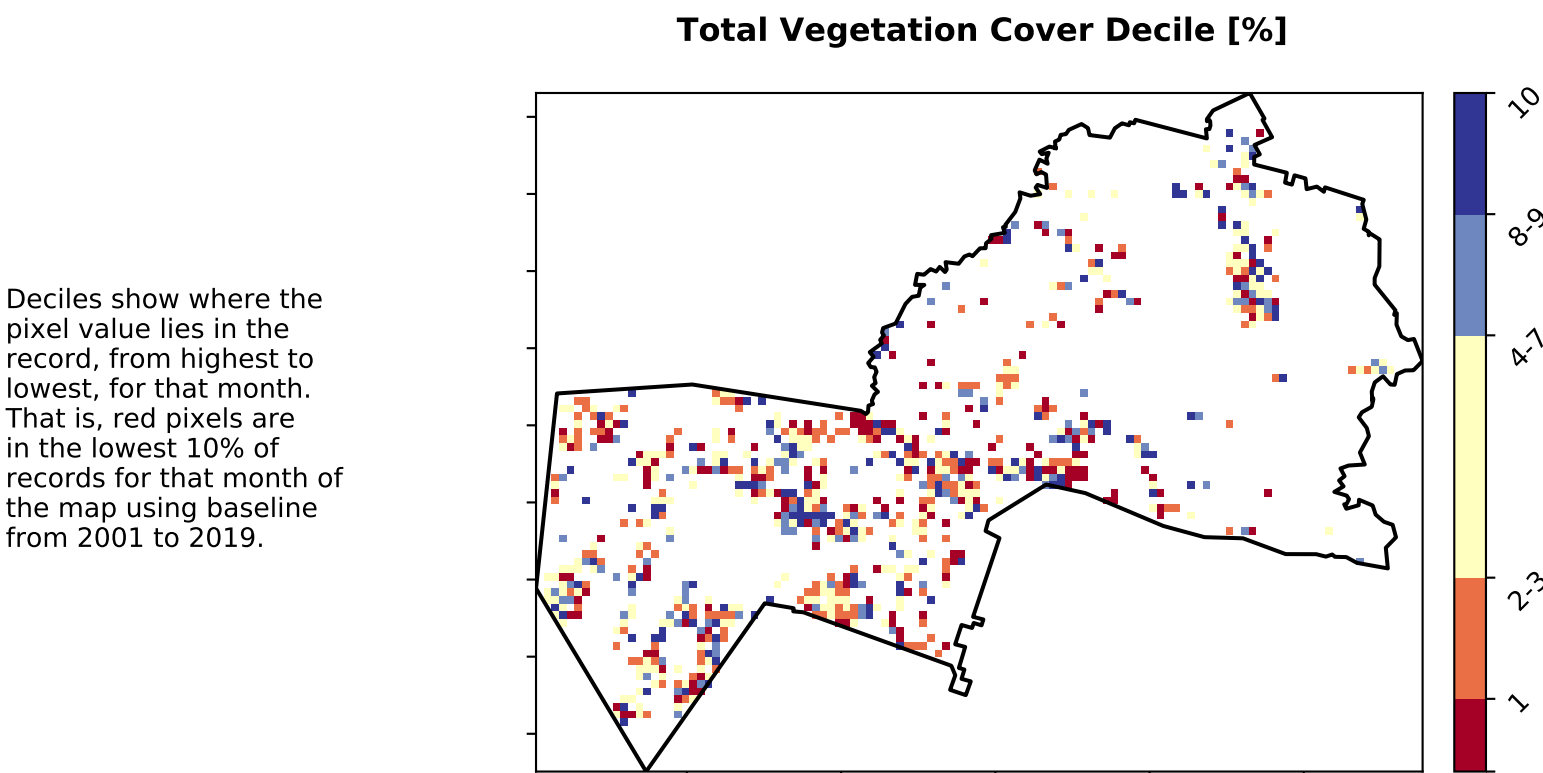 Total Vegetation Cover Decile [%]
Deciles show where the
pixel value lies in the
record, from highest to
lowest, for that month.
That is, red pixels are
in the lowest 10% of
records for that month of
the map using baseline
from 2001 to 2019.
10
8-9
4-7
2-3
1